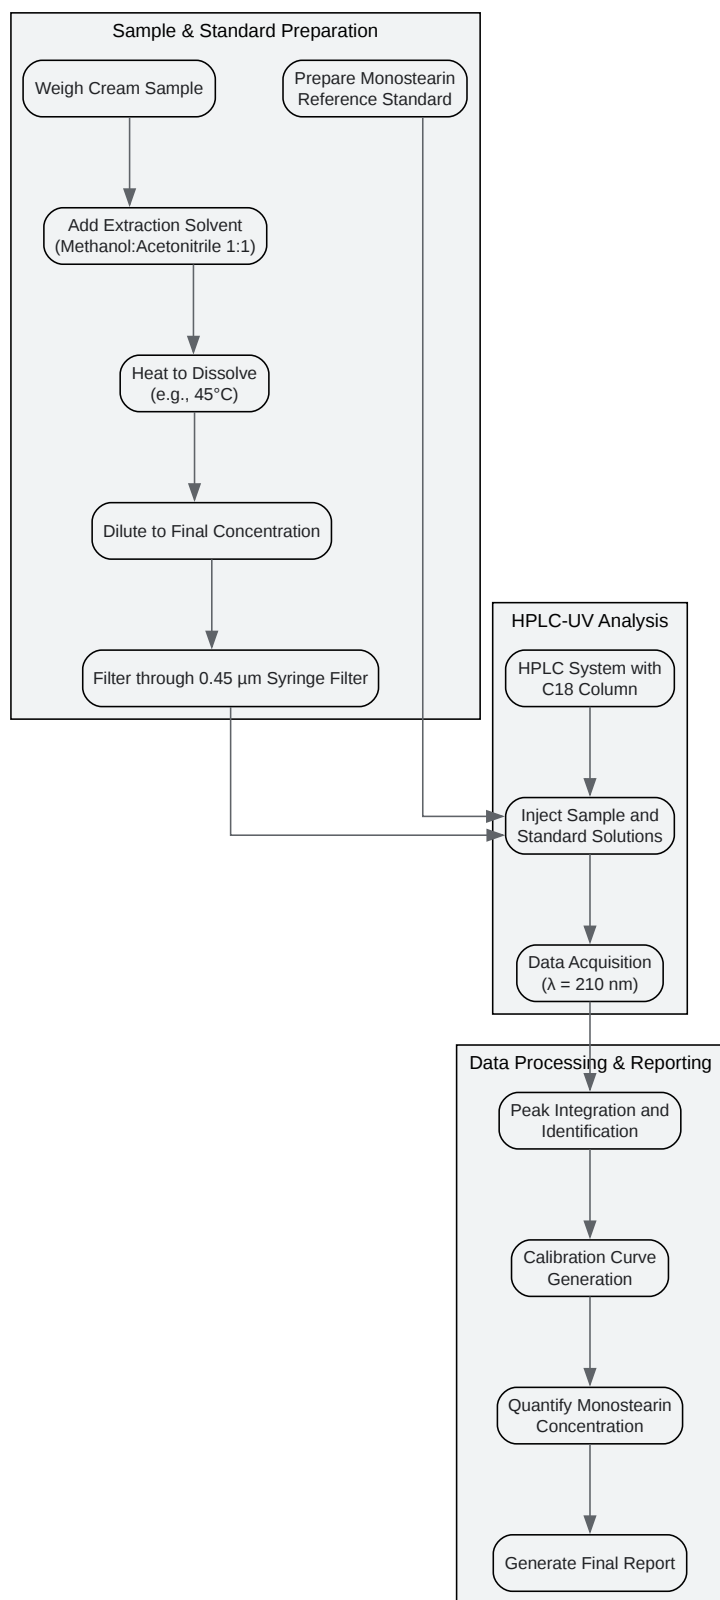 Sample & Standard Preparation
Weigh Cream Sample
Prepare Monostearin
Reference Standard
Add Extraction Solvent
(Methanol:Acetonitrile 1:1)
Heat to Dissolve
(e.g., 45°C)
Dilute to Final Concentration
Filter through 0.45 µm Syringe Filter
HPLC-UV Analysis
HPLC System with
C18 Column
Inject Sample and
Standard Solutions
Data Acquisition
(λ = 210 nm)
Data Processing & Reporting
Peak Integration and
Identification
Calibration Curve
Generation
Quantify Monostearin
Concentration
Generate Final Report